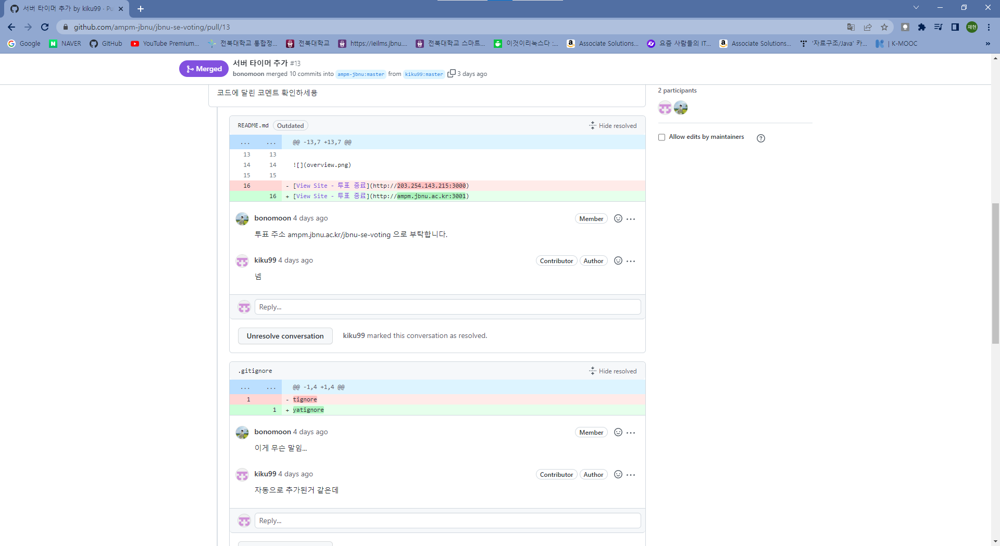 서버 타이머 추가 by kiku99 · Pu
github.com/ampm-jbnu/jbnu-se-voting/pull/13
재현
Google
NAVER
GitHub
YouTube Premium...
전북대학교 통합정...
전북대학교
https://ieilms.jbnu....
전북대학교 스마트...
이것이리눅스다 :...
Associate Solutions...
요즘 사람들의 IT...
Associate Solutions...
'자료구조/Java' 카...
| K-MOOC
»
Merged
서버 타이머 추가 #13
bonomoon merged 10 commits into ampm-jbnu:master from kiku99:master 3 days ago
코드에 달린 코멘트 확인하세용
2 participants
Allow edits by maintainers
README.md Outdated
Hide resolved
... ... @@ -13,7 +13,7 @@
13 13
14 14 ![](overview.png)
15 15
16 - [View Site - 투표 종료](http://203.254.143.215:3000)
16 + [View Site - 투표 종료](http://ampm.jbnu.ac.kr:3001)
bonomoon 4 days ago
Member
투표 주소 ampm.jbnu.ac.kr/jbnu-se-voting 으로 부탁합니다.
kiku99 4 days ago
Contributor Author
넴
Reply...
Unresolve conversation kiku99 marked this conversation as resolved.
.gitignore
Hide resolved
... ... @@ -1,4 +1,4 @@
1 - tignore
1 + yatignore
bonomoon 4 days ago
Member
이게 무슨 말임...
kiku99 4 days ago
Contributor Author
자동으로 추가된거 같은데
Reply...